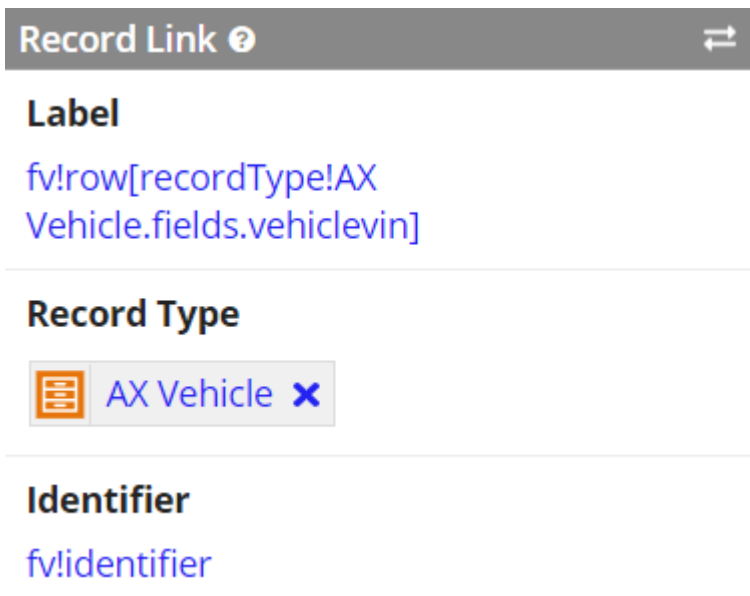 Record Link
Label
fv!row[recordType!AX
Vehicle.fields.vehiclevin]
Record Type
AX Vehicle
Identifier
fv!identifier